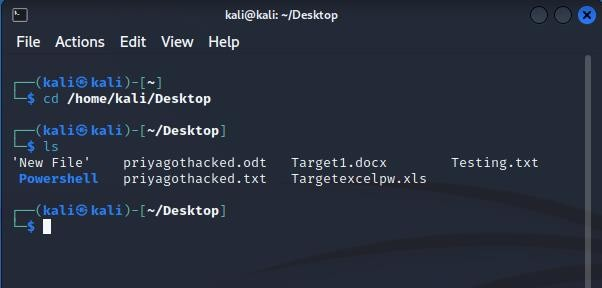 kali@kali: ~/Desktop
File Actions Edit View Help
┌──(kali㉿kali)-[~]
└─$ cd /home/kali/Desktop
┌──(kali㉿kali)-[~/Desktop]
└─$ ls
'New File' priyagothacked.odt Target1.docx Testing.txt
Powershell priyagothacked.txt Targetexcelpw.xls
┌──(kali㉿kali)-[~/Desktop]
└─$